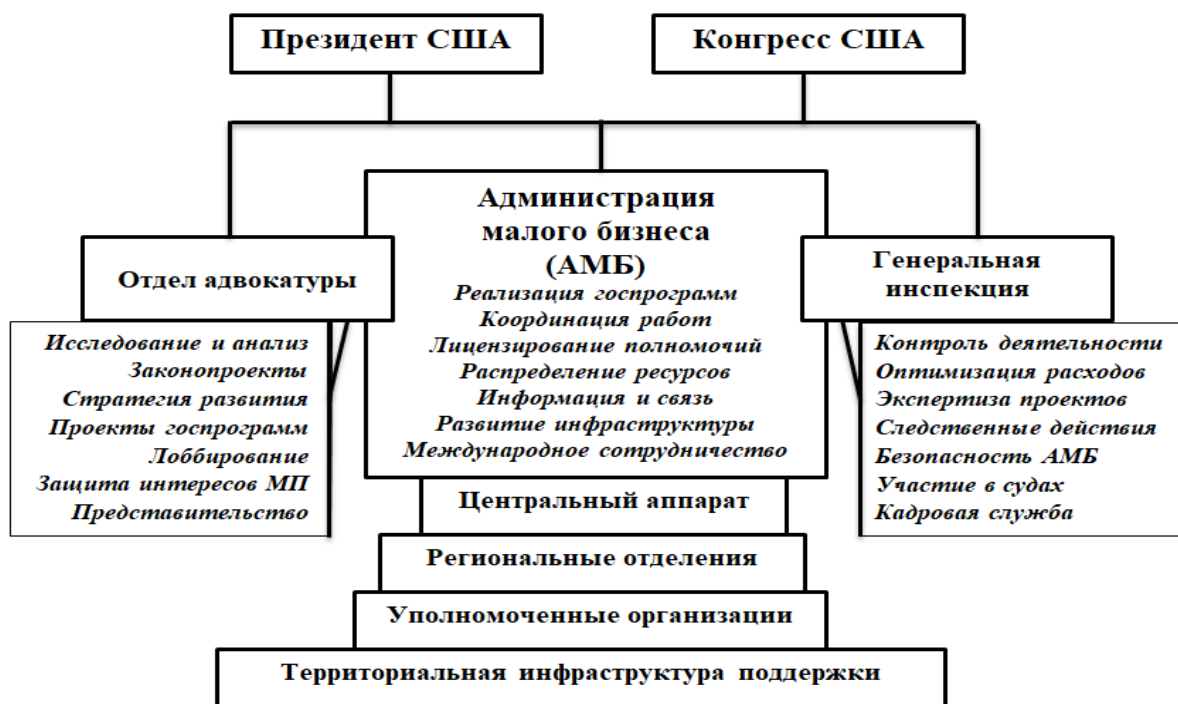 Президент США
Конгресс США
Администрация
малого бизнеса
(АМБ)
Реализация госпрограмм
Координация работ
Лицензирование полномочий
Распределение ресурсов
Информация и связь
Развитие инфраструктуры
Международное сотрудничество
Отдел адвокатуры
Исследование и анализ
Законопроекты
Стратегия развития
Проекты госпрограмм
Лоббирование
Защита интересов МП
Представительство
Генеральная
инспекция
Контроль деятельности
Оптимизация расходов
Экспертиза проектов
Следственные действия
Безопасность АМБ
Участие в судах
Кадровая служба
Центральный аппарат
Региональные отделения
Уполномоченные организации
Территориальная инфраструктура поддержки